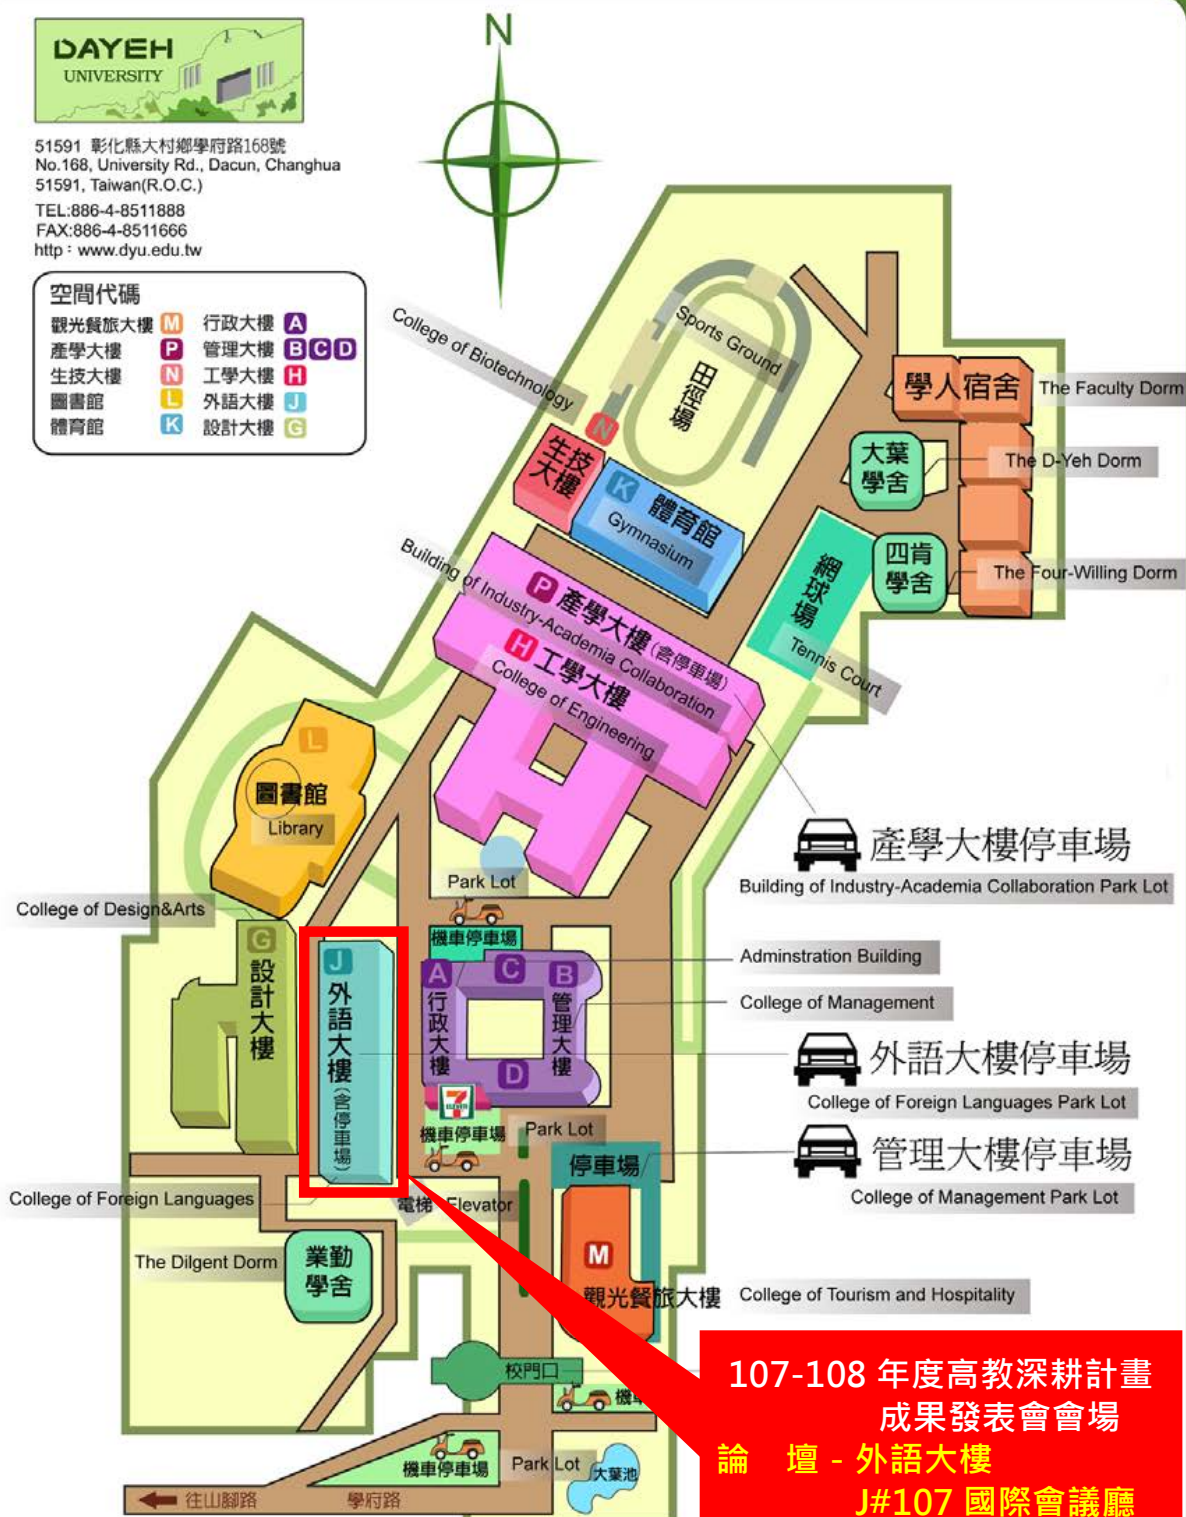 DAYEH
UNIVERSITY
N
51591 彰化縣大村鄉學府路168號
No.168, University Rd., Dacun, Changhua
51591, Taiwan(R.O.C.)
TEL:886-4-8511888
FAX:886-4-8511666
http：www.dyu.edu.tw
空間代碼
觀光餐旅大樓 M 行政大樓 A
產學大樓 P 管理大樓 B C D
生技大樓 N 工學大樓 H
圖書館 L 外語大樓 J
體育館 K 設計大樓 G
College of Biotechnology
Sports Ground
田徑場
學人宿舍
The Faculty Dorm
大葉
學舍
The D-Yeh Dorm
N
生技
大樓
K 體育館
Gymnasium
四肯
學舍
The Four-Willing Dorm
網球場
Tennis Court
P 產學大樓(含停車場)
Building of Industry-Academia Collaboration
H 工學大樓
College of Engineering
L
圖書館
Library
產學大樓停車場
Building of Industry-Academia Collaboration Park Lot
Park Lot
College of Design&Arts
機車停車場
G
設計大樓
J
外語大樓(含停車場)
A
行政大樓
C
B
管理大樓
D
Adminstration Building
College of Management
外語大樓停車場
College of Foreign Languages Park Lot
7
ELEVEN
機車停車場
Park Lot
管理大樓停車場
College of Management Park Lot
停車場
College of Foreign Languages
電梯 Elevator
The Dilgent Dorm
業勤
學舍
M
觀光餐旅大樓
College of Tourism and Hospitality
校門口
機車
機車停車場
Park Lot
大葉池
往山腳路
學府路
107-108 年度高教深耕計畫
成果發表會會場
論 壇 - 外語大樓
J#107 國際會議廳